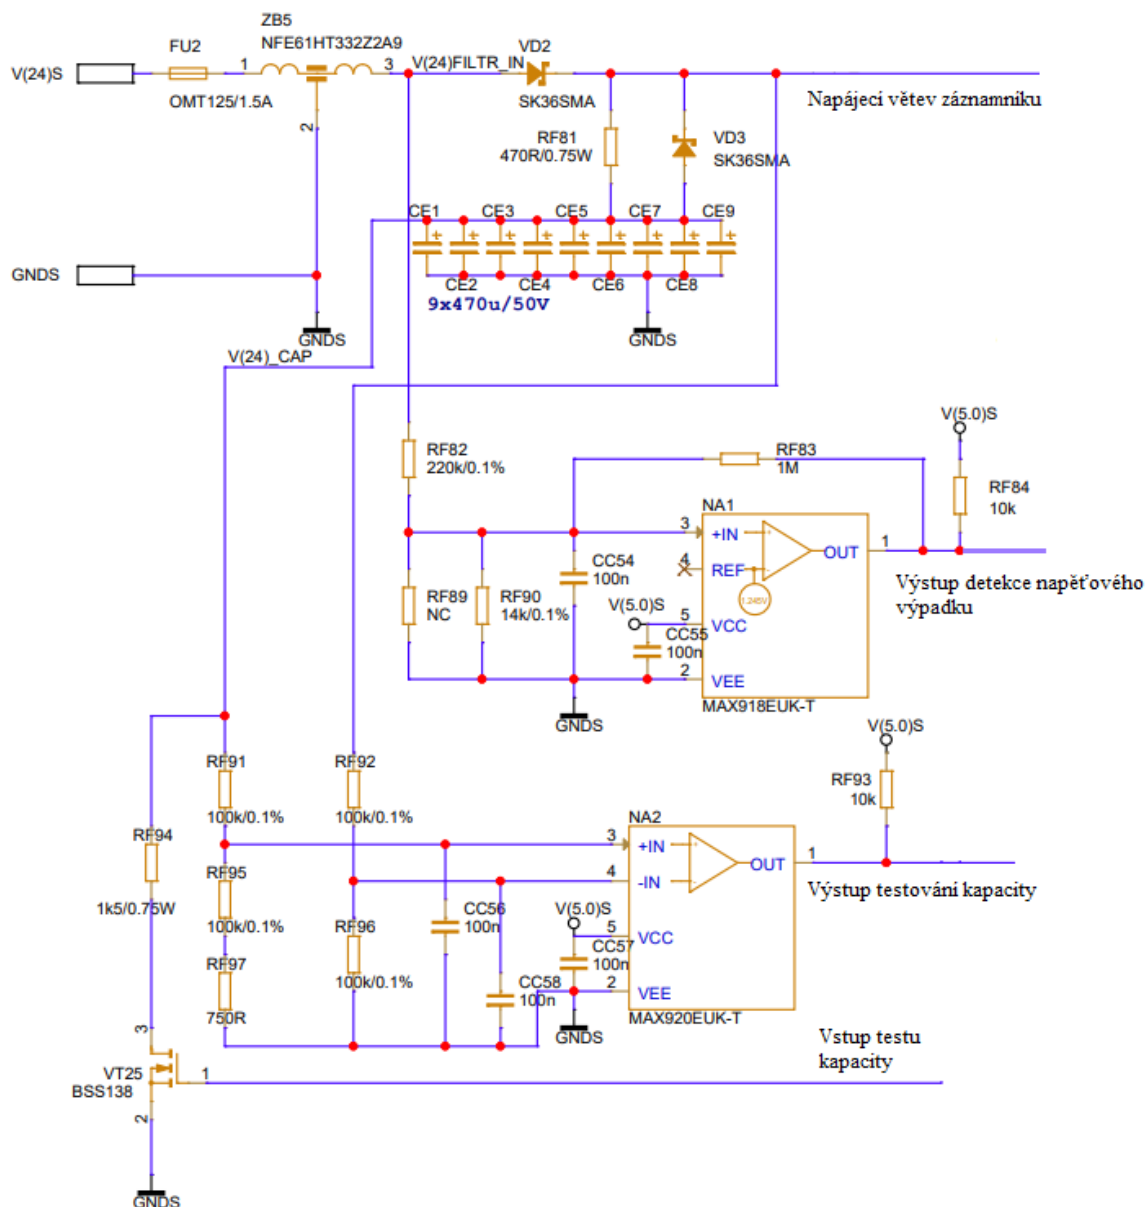 ZB5
NFE61HT332Z2A9
FU2
V(24)S
1
3
V(24)FILTR_IN
VD2
OMT125/1.5A
SK36SMA
Napájecí větev záznamníku
2
RF81
470R/0.75W
VD3
SK36SMA
CE1
CE3
CE5
CE7
CE9
+
+
+
+
+
+
+
+
+
GNDS
CE2
CE4
CE6
CE8
9x470u/50V
GNDS
GNDS
V(24)_CAP
V(5.0)S
RF82
220k/0.1%
RF83
1M
RF84
10k
NA1
3
+IN
1
OUT
4
REF
1.245V
CC54
100n
RF89
NC
RF90
14k/0.1%
V(5.0)S
5
VCC
CC55
100n
2
VEE
MAX918EUK-T
GNDS
Výstup detekce napěťového
výpadku
V(5.0)S
RF91
100k/0.1%
RF92
100k/0.1%
RF93
10k
NA2
RF94
1k5/0.75W
3
+IN
1
OUT
4
-IN
RF95
100k/0.1%
Výstup testování kapacity
CC56
100n
V(5.0)S
RF96
100k/0.1%
5
VCC
CC57
100n
RF97
750R
CC58
100n
2
VEE
MAX920EUK-T
GNDS
Vstup testu
kapacity
3
VT25
BSS138
1
2
GNDS